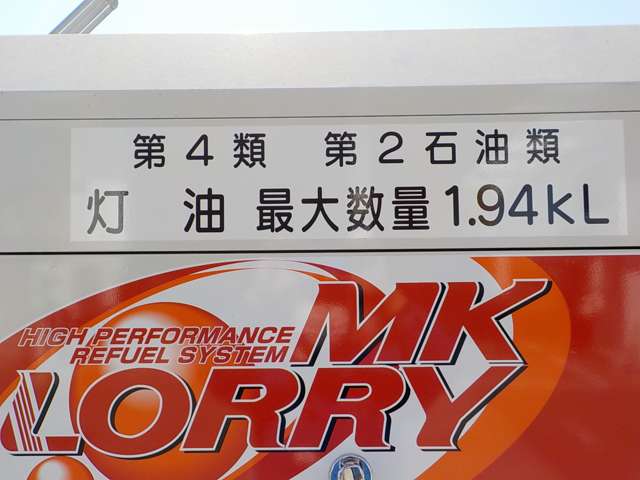 第4類 第2石油類
灯油 最大数量1.94kL
MK
HIGH PERFORMANCE
REFUEL SYSTEM
LORRY